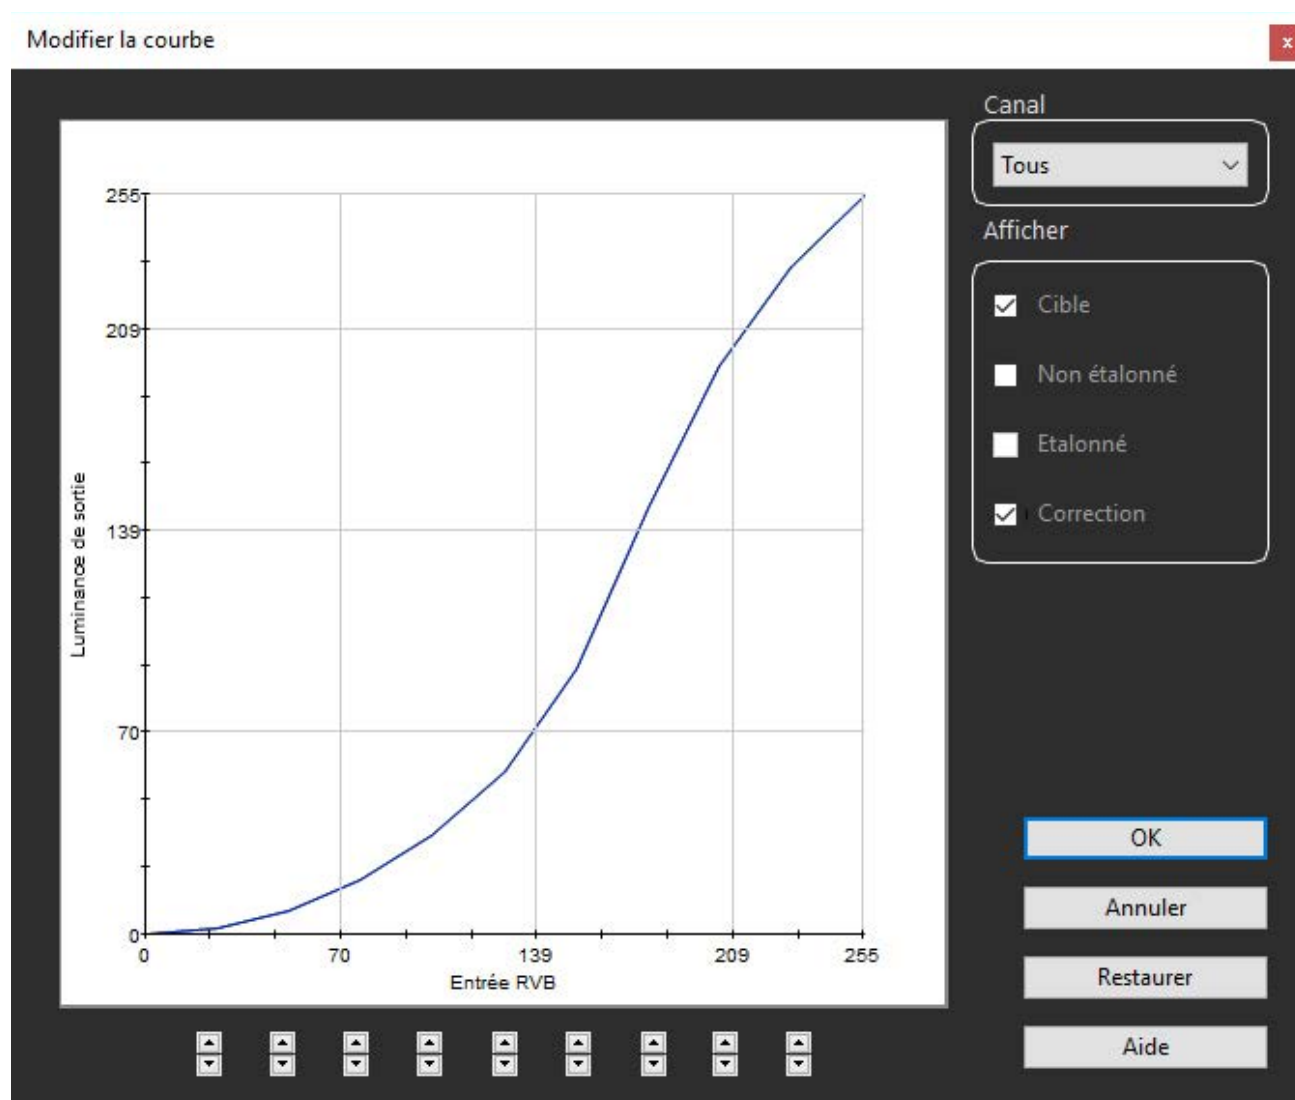 Modifier la courbe
x
Canal
Tous
Afficher
Cible
Non étalonné
Etalonné
Correction
255
209
139
70
0
Luminance de sortie
0 70 139 209 255
Entrée RVB
OK
Annuler
Restaurer
Aide